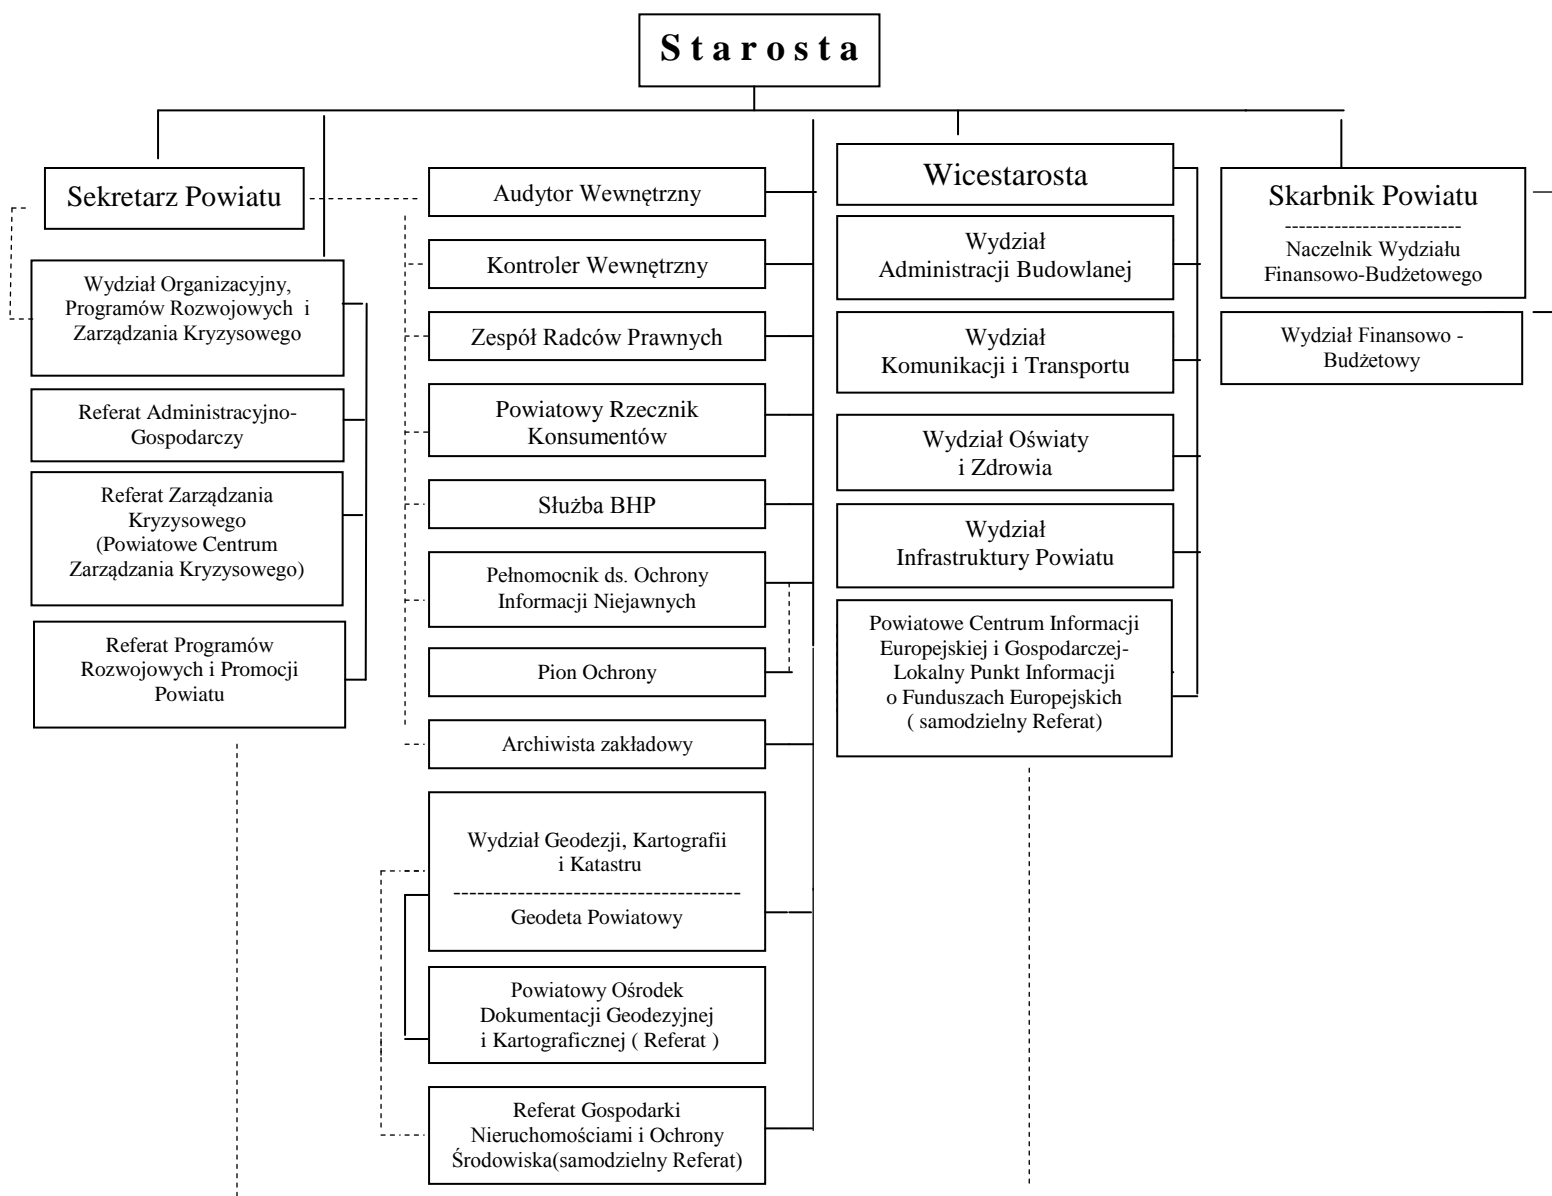 Starosta
Sekretarz Powiatu
Wydział Organizacyjny,
Programów Rozwojowych i
Zarządzania Kryzysowego
Referat Administracyjno-
Gospodarczy
Referat Zarządzania
Kryzysowego
(Powiatowe Centrum
Zarządzania Kryzysowego)
Referat Programów
Rozwojowych i Promocji
Powiatu
Audytor Wewnętrzny
Kontroler Wewnętrzny
Zespół Radców Prawnych
Powiatowy Rzecznik
Konsumentów
Służba BHP
Pełnomocnik ds. Ochrony
Informacji Niejawnych
Pion Ochrony
Archiwista zakładowy
Wydział Geodezji, Kartografii
i Katastru
Geodeta Powiatowy
Powiatowy Ośrodek
Dokumentacji Geodezyjnej
i Kartograficznej ( Referat )
Referat Gospodarki
Nieruchomościami i Ochrony
Środowiska(samodzielny Referat)
Wicestarosta
Wydział
Administracji Budowlanej
Wydział
Komunikacji i Transportu
Wydział Oświaty
i Zdrowia
Wydział
Infrastruktury Powiatu
Powiatowe Centrum Informacji
Europejskiej i Gospodarczej-
Lokalny Punkt Informacji
o Funduszach Europejskich
( samodzielny Referat)
Skarbnik Powiatu
Naczelnik Wydziału
Finansowo-Budżetowego
Wydział Finansowo -
Budżetowy